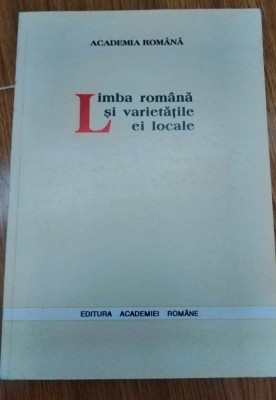 ACADEMIA ROMÂNĂ
Limba română
și varietățile
ei locale
EDITURA ACADEMIEI ROMÂNE